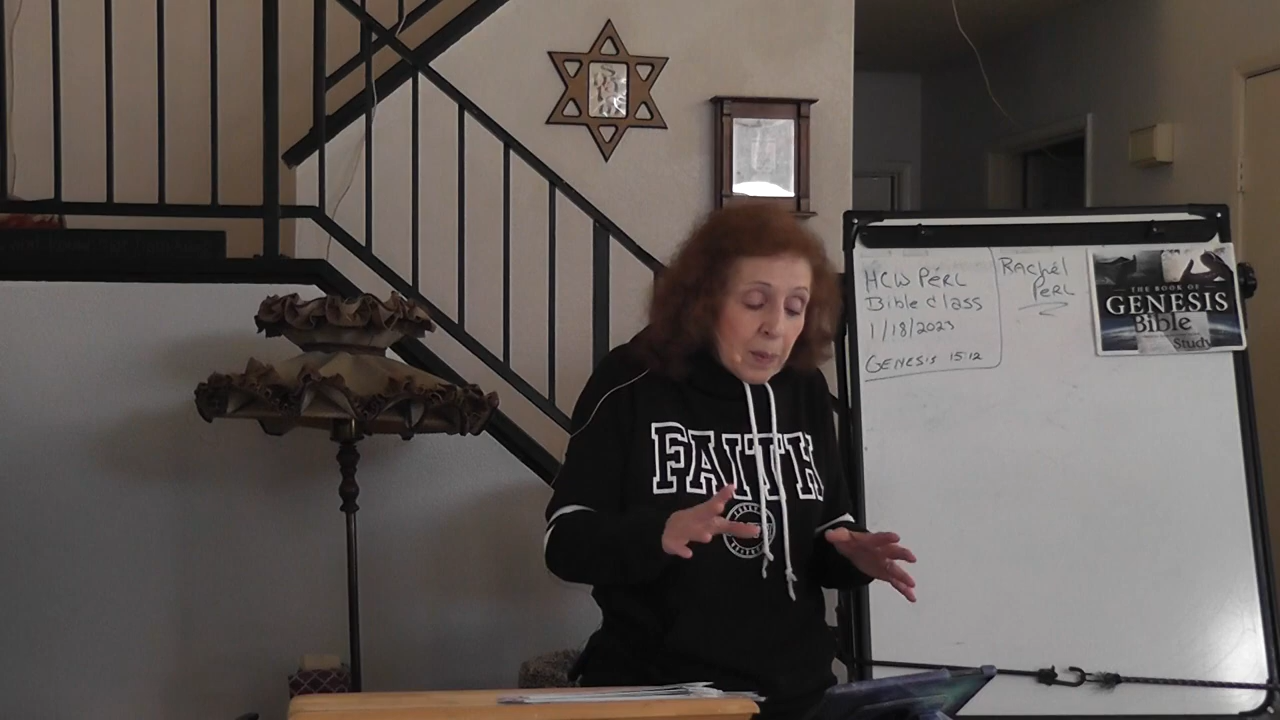 HCW PERL
Bible Class
1/18/2023
GENESIS 15:12
RAChEl
PeRL
THE BOOK OF
GENESIS
Bible
Study
FAITH